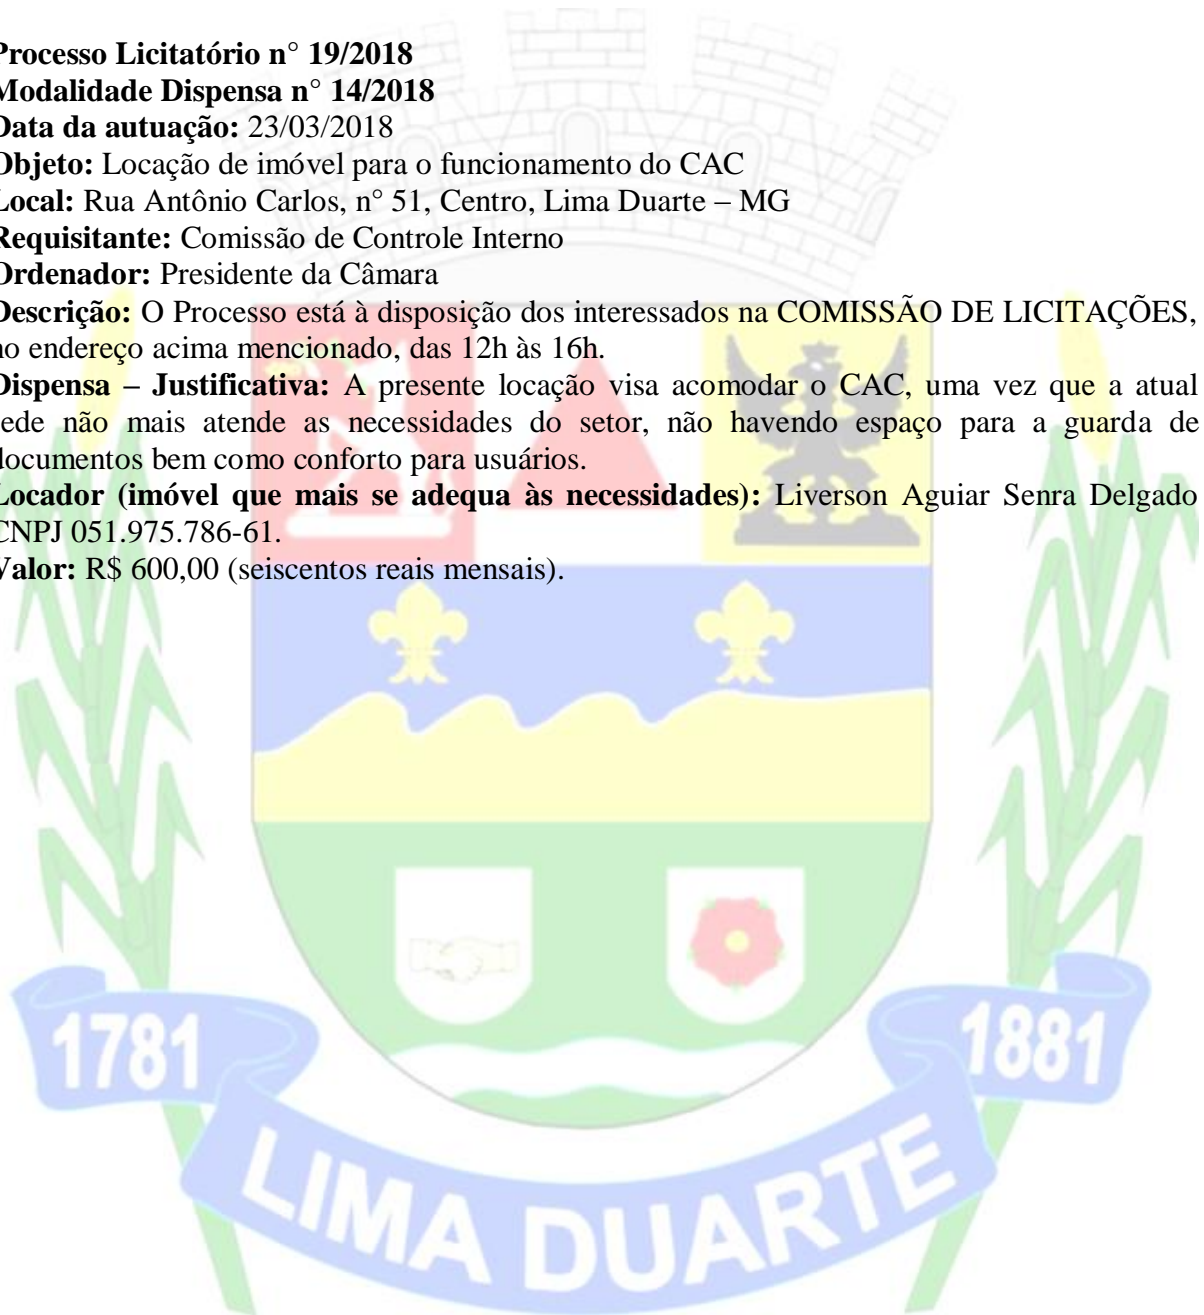 Processo Licitatório n° 19/2018
Modalidade Dispensa n° 14/2018
Data da autuação: 23/03/2018
Objeto: Locação de imóvel para o funcionamento do CAC
Local: Rua Antônio Carlos, n° 51, Centro, Lima Duarte – MG
Requisitante: Comissão de Controle Interno
Ordenador: Presidente da Câmara
Descrição: O Processo está à disposição dos interessados na COMISSÃO DE LICITAÇÕES,
no endereço acima mencionado, das 12h às 16h.
Dispensa – Justificativa: A presente locação visa acomodar o CAC, uma vez que a atual
sede não mais atende as necessidades do setor, não havendo espaço para a guarda de
documentos bem como conforto para usuários.
Locador (imóvel que mais se adequa às necessidades): Liverson Aguiar Senra Delgado
CNPJ 051.975.786-61.
Valor: R$ 600,00 (seiscentos reais mensais).
1781
1881
LIMA DUARTE